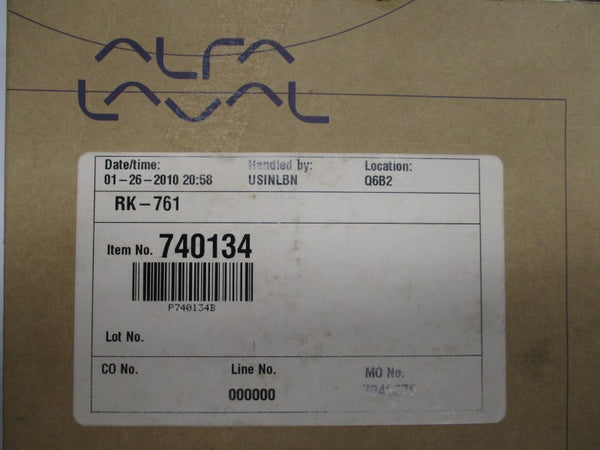 ALFA
LAVAL
Date/time: Handled by: Location:
01-26-2010 20:58 USINLBN Q6B2
RK-761
Item No. 740134
P740134B
Lot No.
CO No. Line No. MO No.
000000